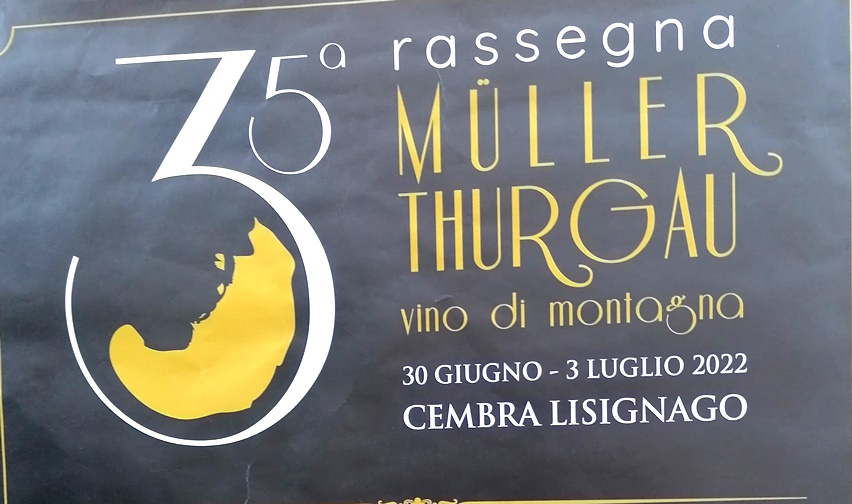 35ª rassegna
MÜLLER
THURGAU
vino di montagna
30 GIUGNO - 3 LUGLIO 2022
CEMBRA LISIGNAGO